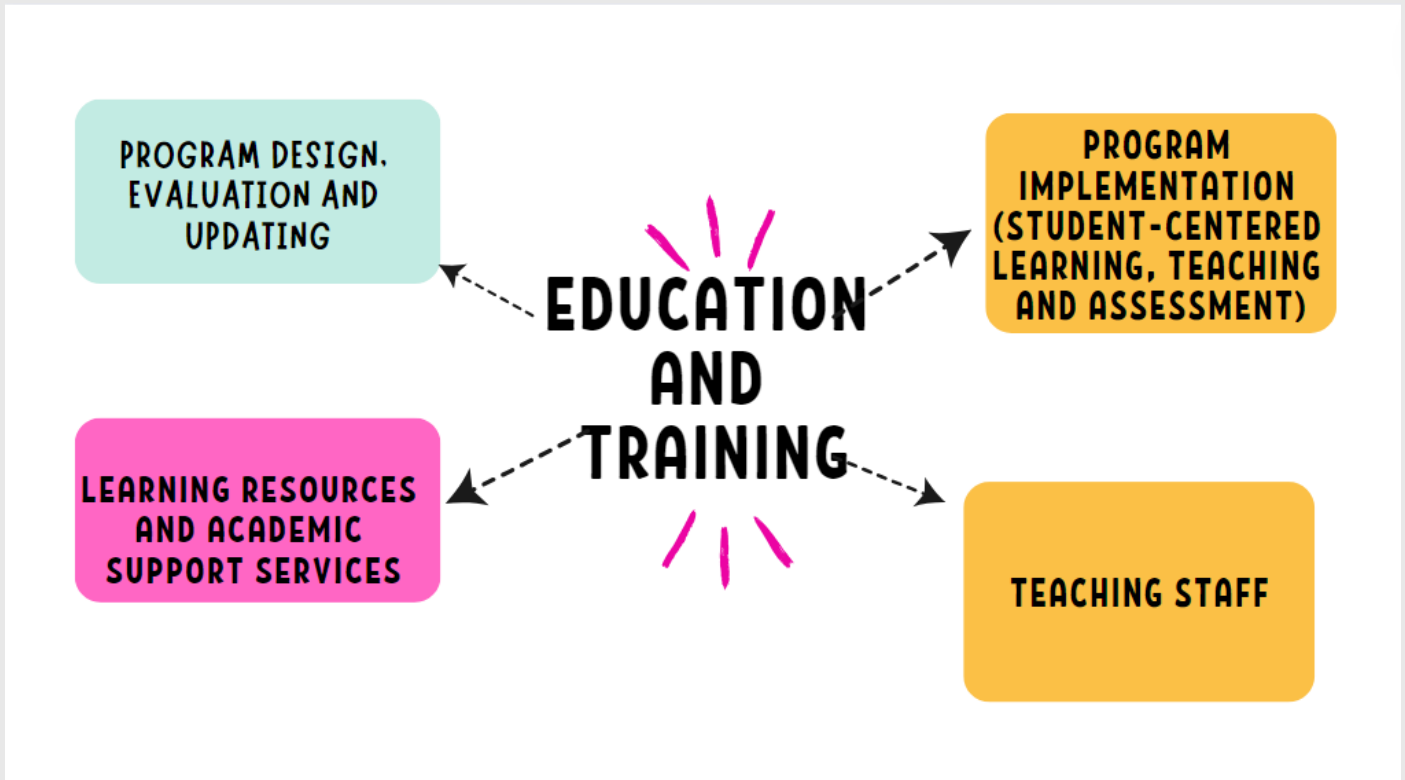 PROGRAM DESIGN,
EVALUATION AND
UPDATING
PROGRAM
IMPLEMENTATION
(STUDENT-CENTERED
LEARNING, TEACHING
AND ASSESSMENT)
EDUCATION
AND
TRAINING
LEARNING RESOURCES
AND ACADEMIC
SUPPORT SERVICES
TEACHING STAFF